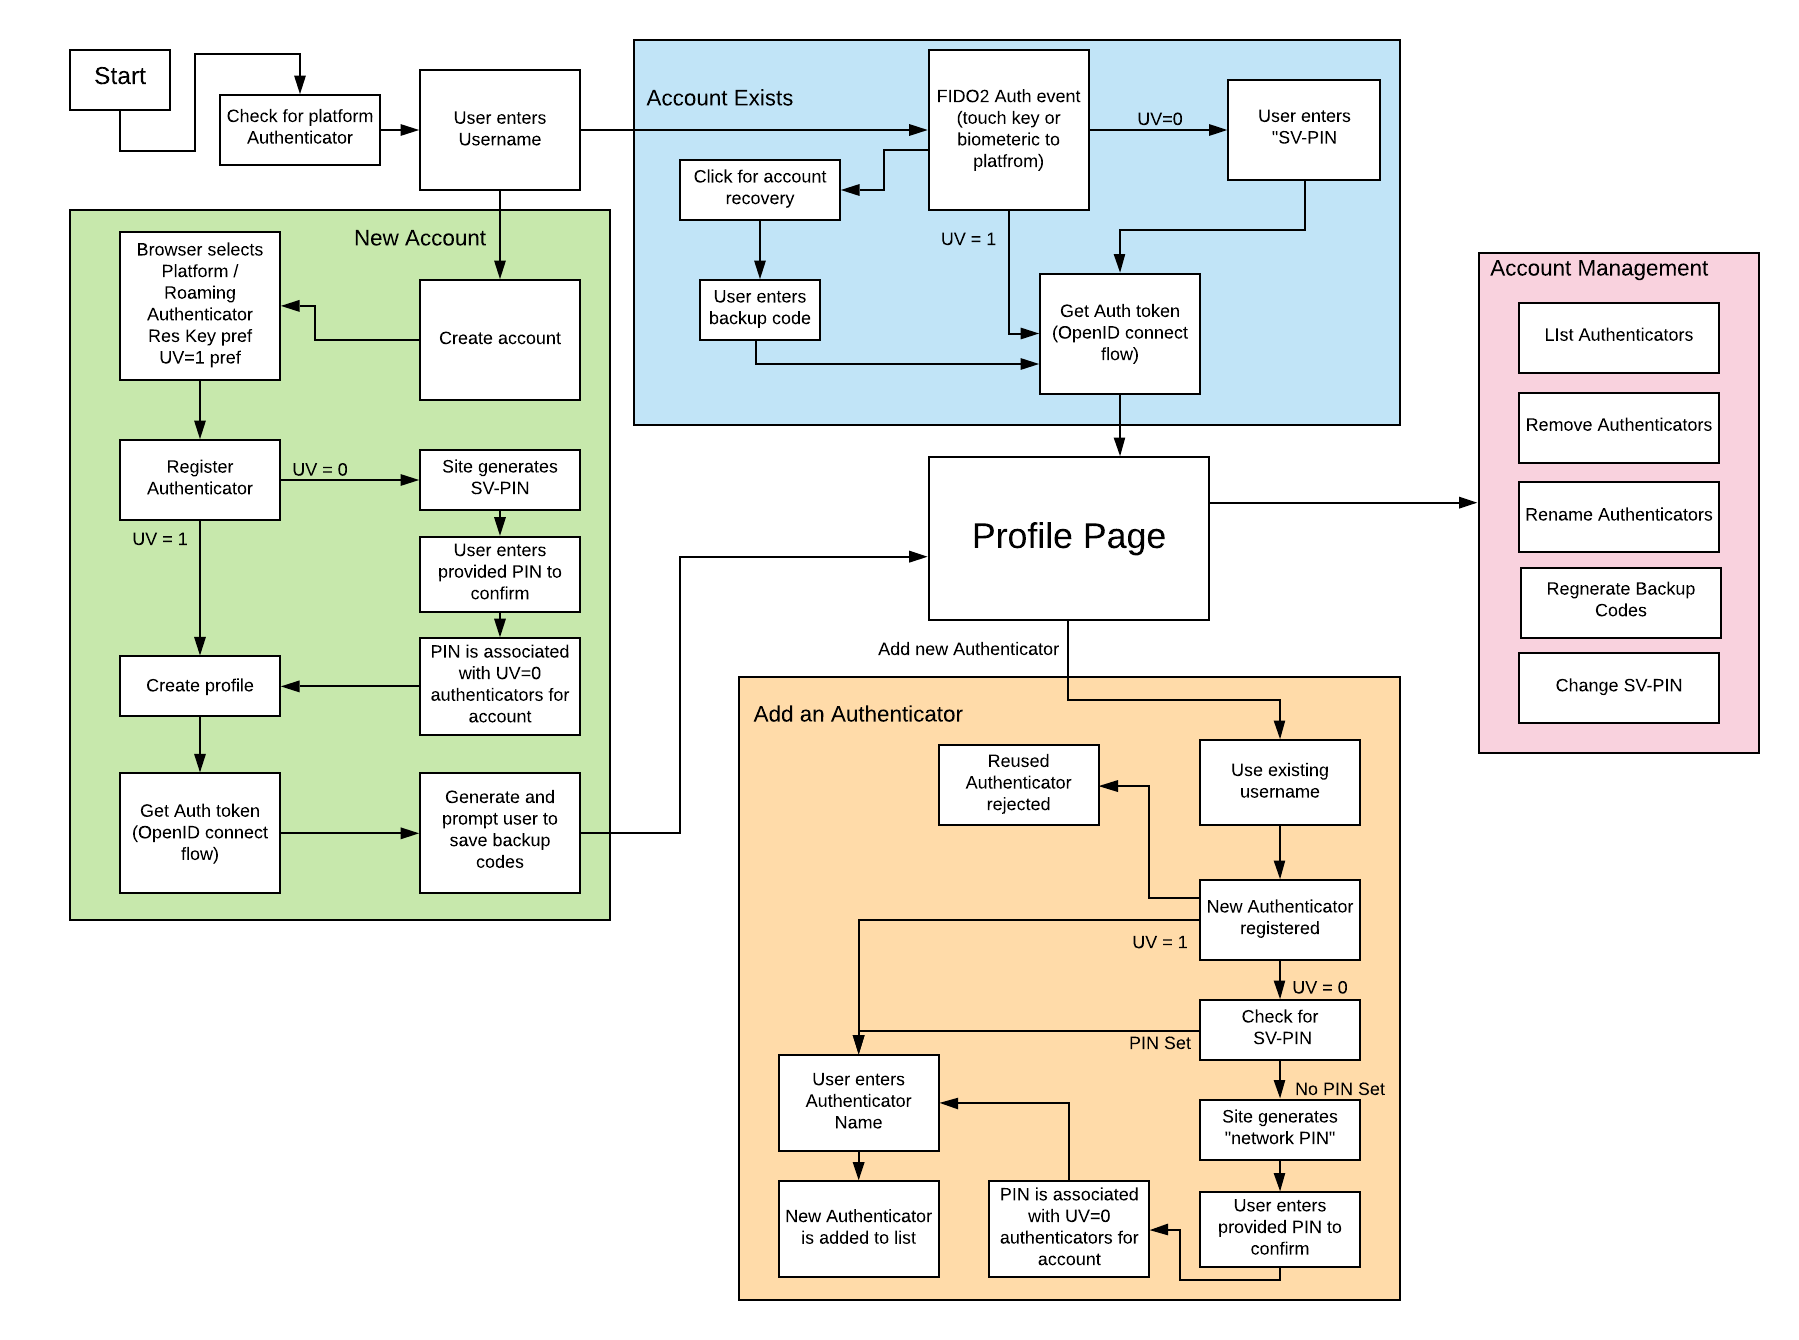 Start
Check for platform
Authenticator
User enters
Username
Account Exists
FIDO2 Auth event
(touch key or
biometeric to
platfrom)
UV=0
User enters
"SV-PIN
Click for account
recovery
UV = 1
User enters
backup code
Get Auth token
(OpenID connect
flow)
New Account
Browser selects
Platform /
Roaming
Authenticator
Res Key pref
UV=1 pref
Create account
Register
Authenticator
UV = 0
Site generates
SV-PIN
UV = 1
User enters
provided PIN to
confirm
PIN is associated
with UV=0
authenticators for
account
Create profile
Get Auth token
(OpenID connect
flow)
Generate and
prompt user to
save backup
codes
Profile Page
Account Management
LIst Authenticators
Remove Authenticators
Rename Authenticators
Regnerate Backup
Codes
Change SV-PIN
Add new Authenticator
Add an Authenticator
Reused
Authenticator
rejected
Use existing
username
New Authenticator
registered
UV = 1
UV = 0
Check for
SV-PIN
PIN Set
No PIN Set
User enters
Authenticator
Name
Site generates
"network PIN"
New Authenticator
is added to list
PIN is associated
with UV=0
authenticators for
account
User enters
provided PIN to
confirm